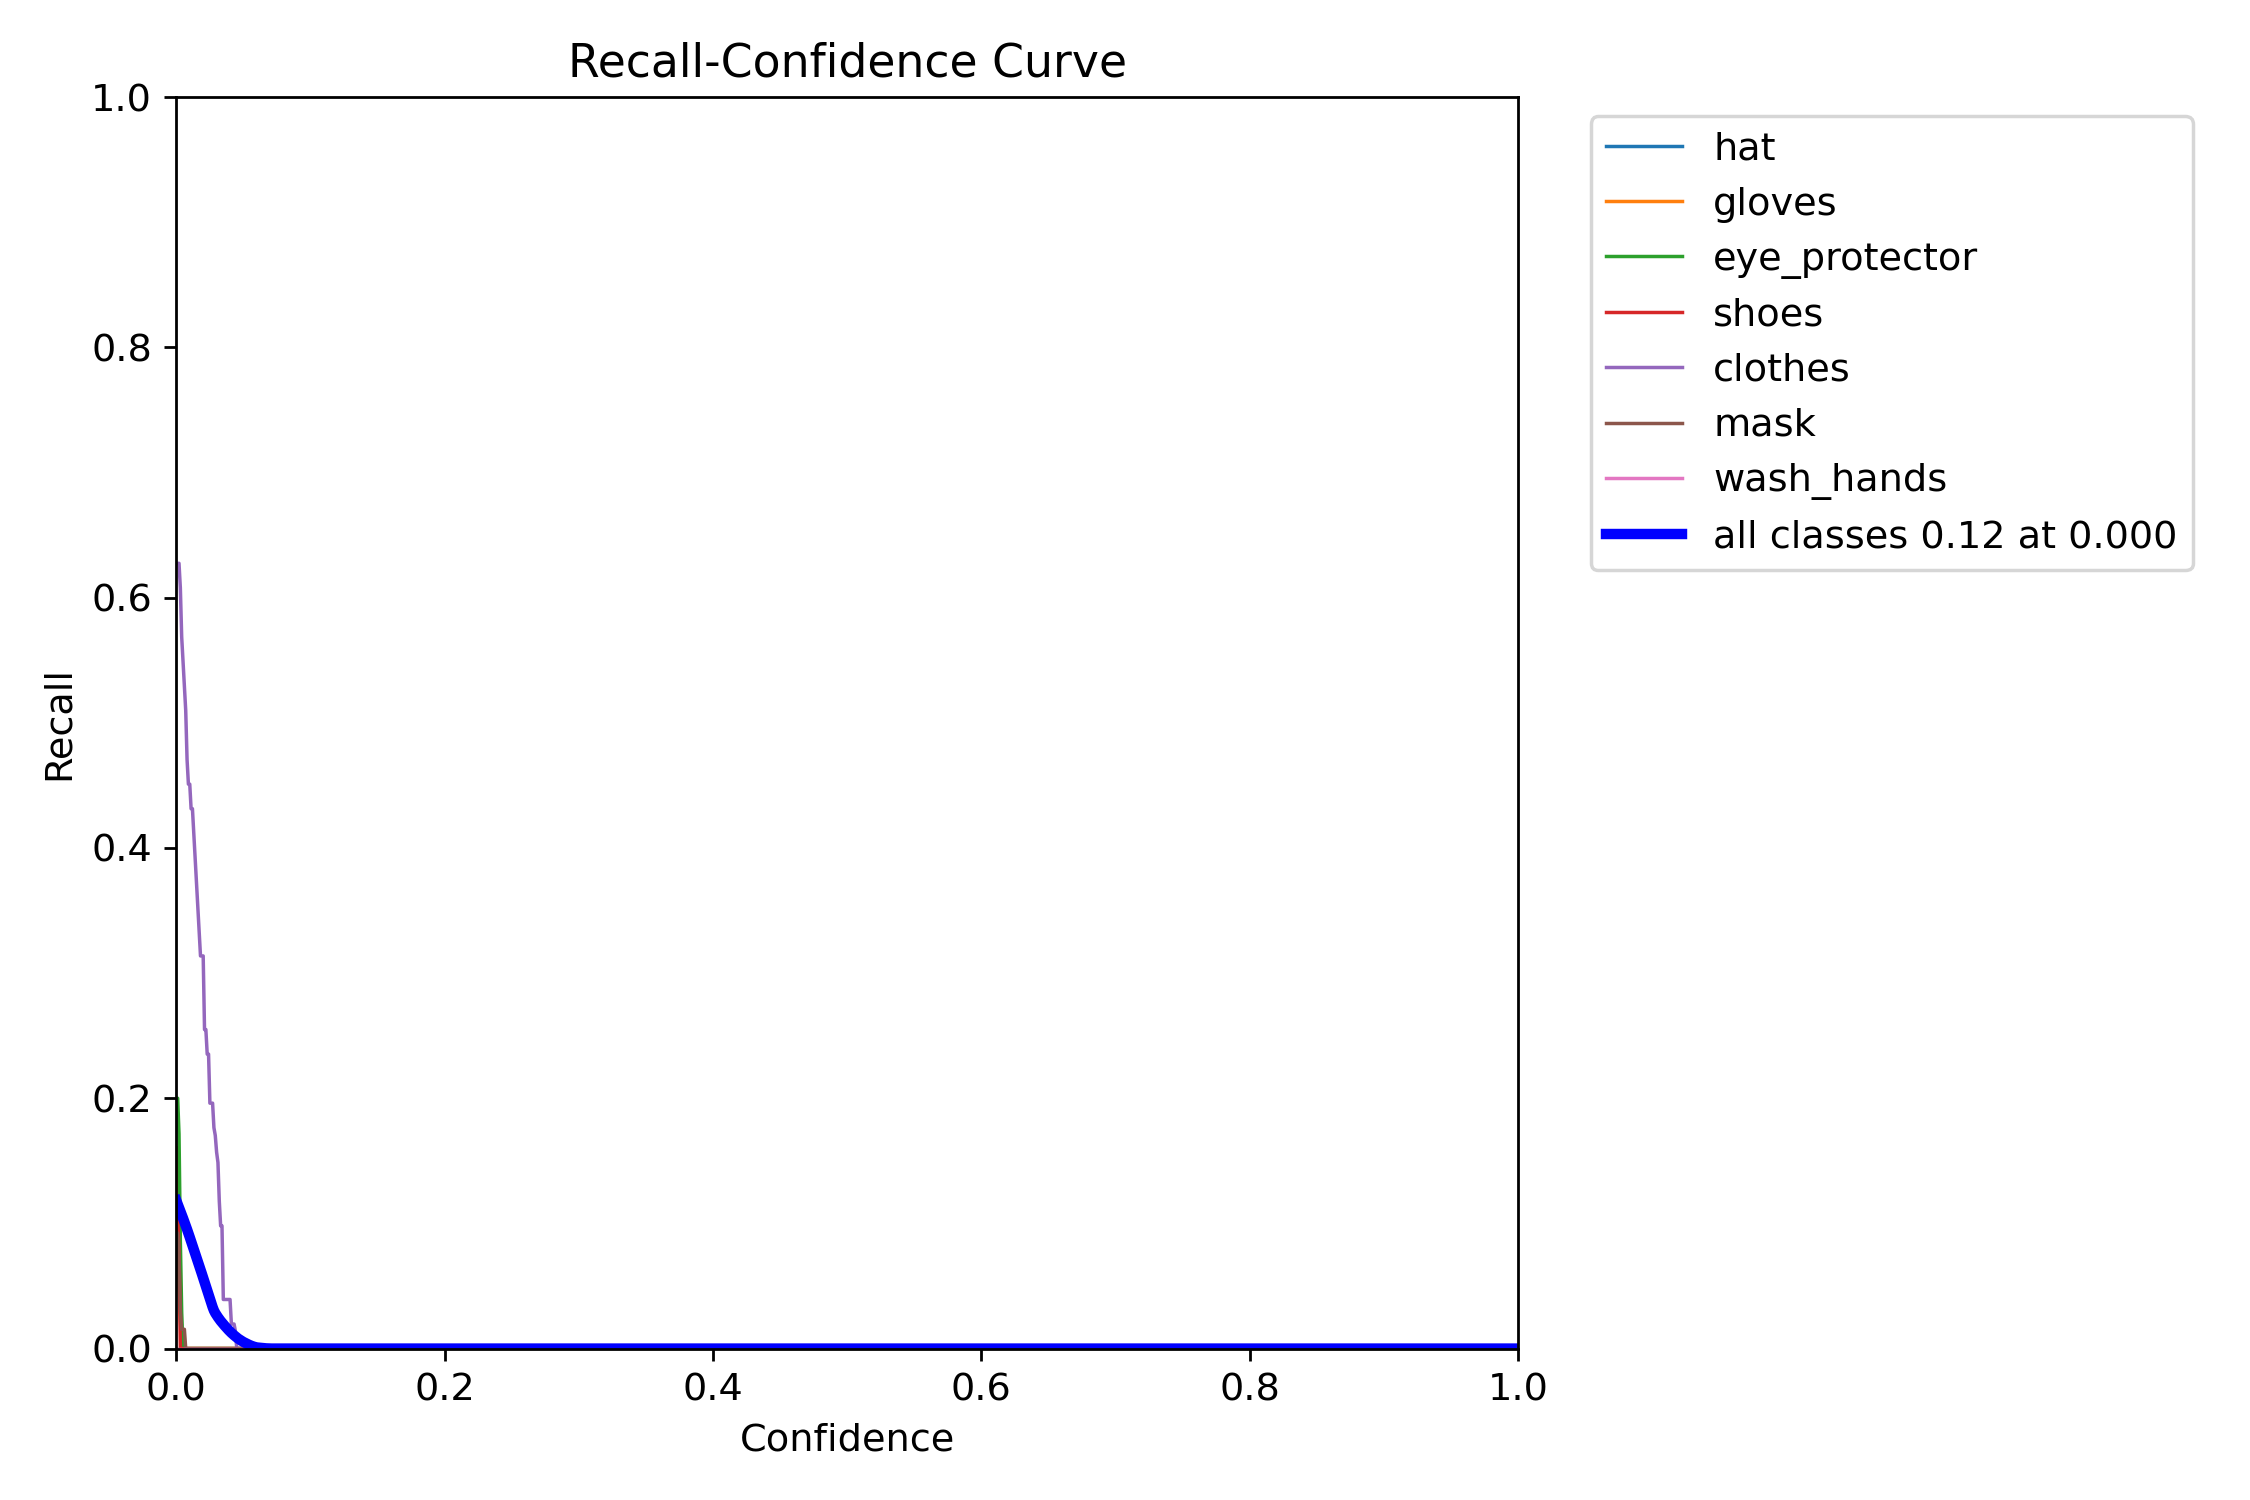 Recall-Confidence Curve
1.0
0.8
0.6
0.4
0.2
0.0
Recall
0.0 0.2 0.4 0.6 0.8 1.0
Confidence
hat
gloves
eye_protector
shoes
clothes
mask
wash_hands
all classes 0.12 at 0.000